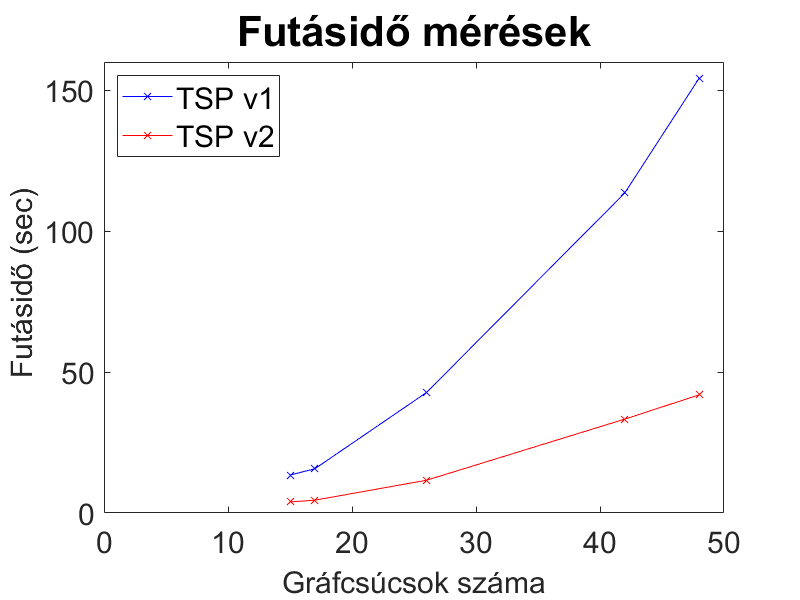 Futásidő mérések
TSP v1
TSP v2
Futásidő (sec)
150
100
50
0
0 10 20 30 40 50
Gráfcsúcsok száma